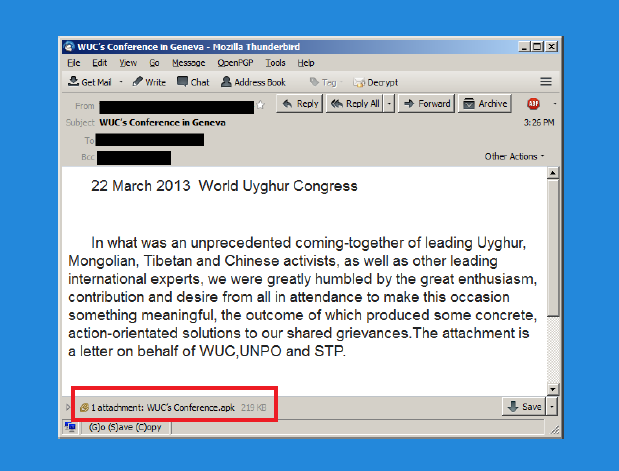 WUC's Conference in Geneva - Mozilla Thunderbird
File Edit View Go Message OpenPGP Tools Help
Get Mail Write Chat Address Book Tag Decrypt
From Reply Reply All Forward Archive ABP
Subject WUC's Conference in Geneva 3:26 PM
To
Bcc Other Actions
22 March 2013 World Uyghur Congress
In what was an unprecedented coming-together of leading Uyghur,
Mongolian, Tibetan and Chinese activists, as well as other leading
international experts, we were greatly humbled by the great enthusiasm,
contribution and desire from all in attendance to make this occasion
something meaningful, the outcome of which produced some concrete,
action-orientated solutions to our shared grievances.The attachment is
a letter on behalf of WUC,UNPO and STP.
1 attachment: WUC's Conference.apk 219 KB Save
(G)o (S)ave (C)opy